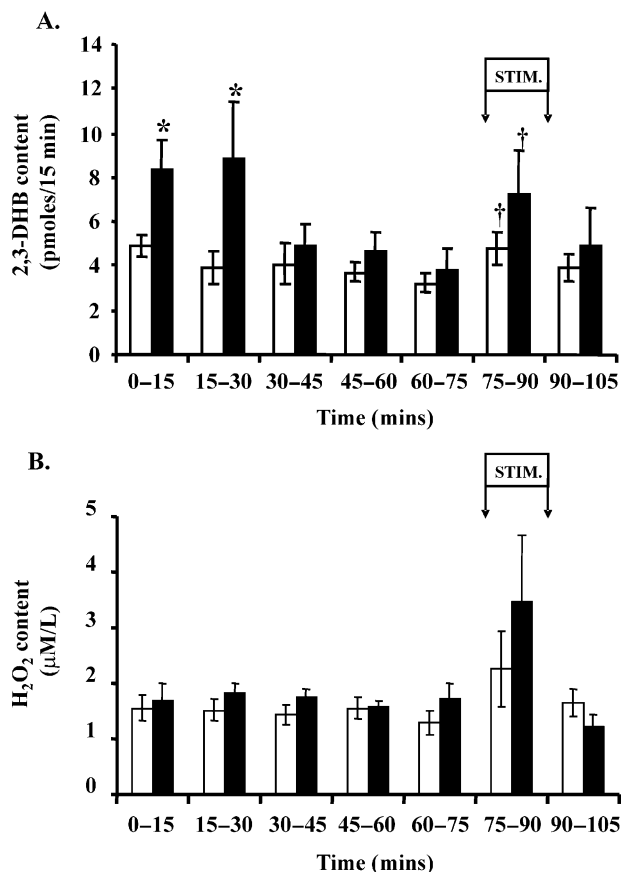 A.
14
12
10
8
6
4
2
0
2,3-DHB content
(pmoles/15 min)
*
*
†
†
STIM.
0–15 15–30 30–45 45–60 60–75 75–90 90–105
Time (mins)
B.
STIM.
5
4
3
2
1
0
H₂O₂ content
(μM/L)
0–15 15–30 30–45 45–60 60–75 75–90 90–105
Time (mins)